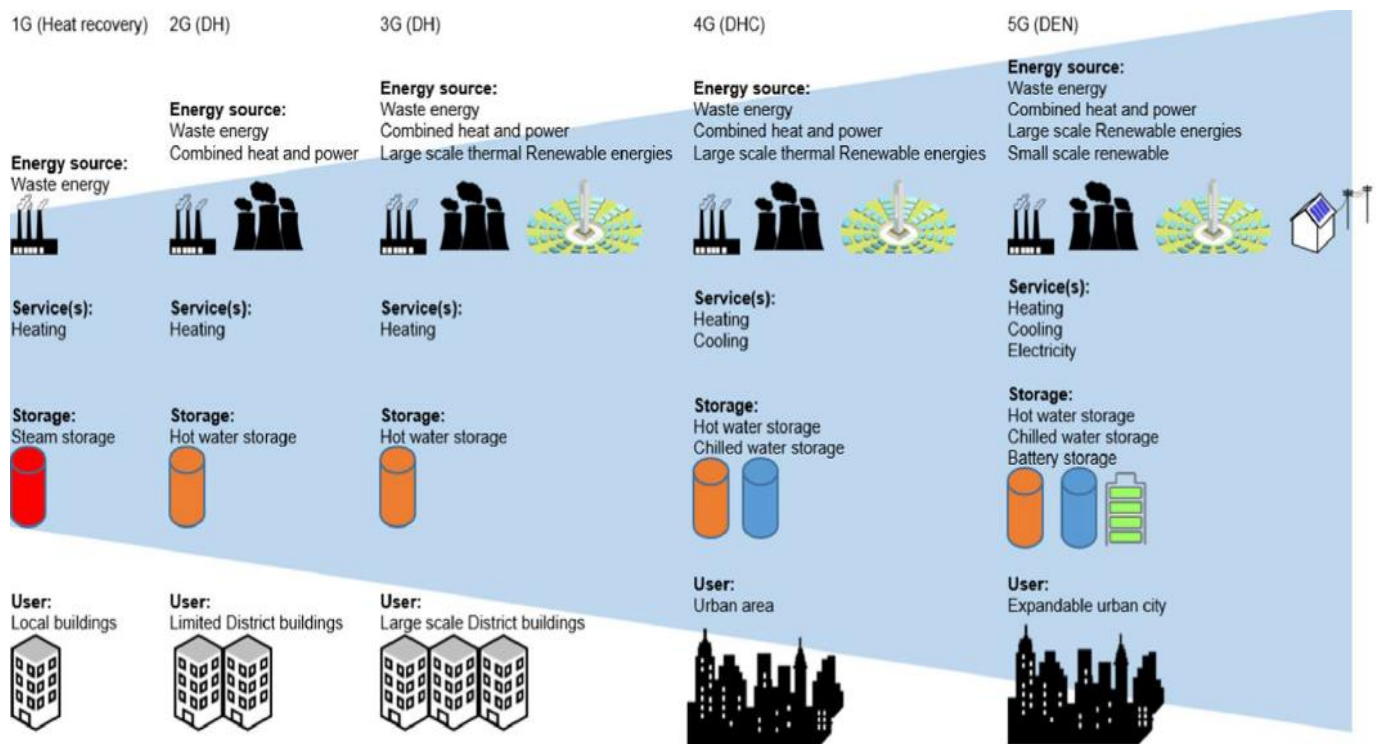 1G (Heat recovery)
Energy source:
Waste energy
Service(s):
Heating
Storage:
Steam storage
User:
Local buildings
2G (DH)
Energy source:
Waste energy
Combined heat and power
Service(s):
Heating
Storage:
Hot water storage
User:
Limited District buildings
3G (DH)
Energy source:
Waste energy
Combined heat and power
Large scale thermal Renewable energies
Service(s):
Heating
Storage:
Hot water storage
User:
Large scale District buildings
4G (DHC)
Energy source:
Waste energy
Combined heat and power
Large scale thermal Renewable energies
Service(s):
Heating
Cooling
Storage:
Hot water storage
Chilled water storage
User:
Urban area
5G (DEN)
Energy source:
Waste energy
Combined heat and power
Large scale Renewable energies
Small scale renewable
Service(s):
Heating
Cooling
Electricity
Storage:
Hot water storage
Chilled water storage
Battery storage
User:
Expandable urban city